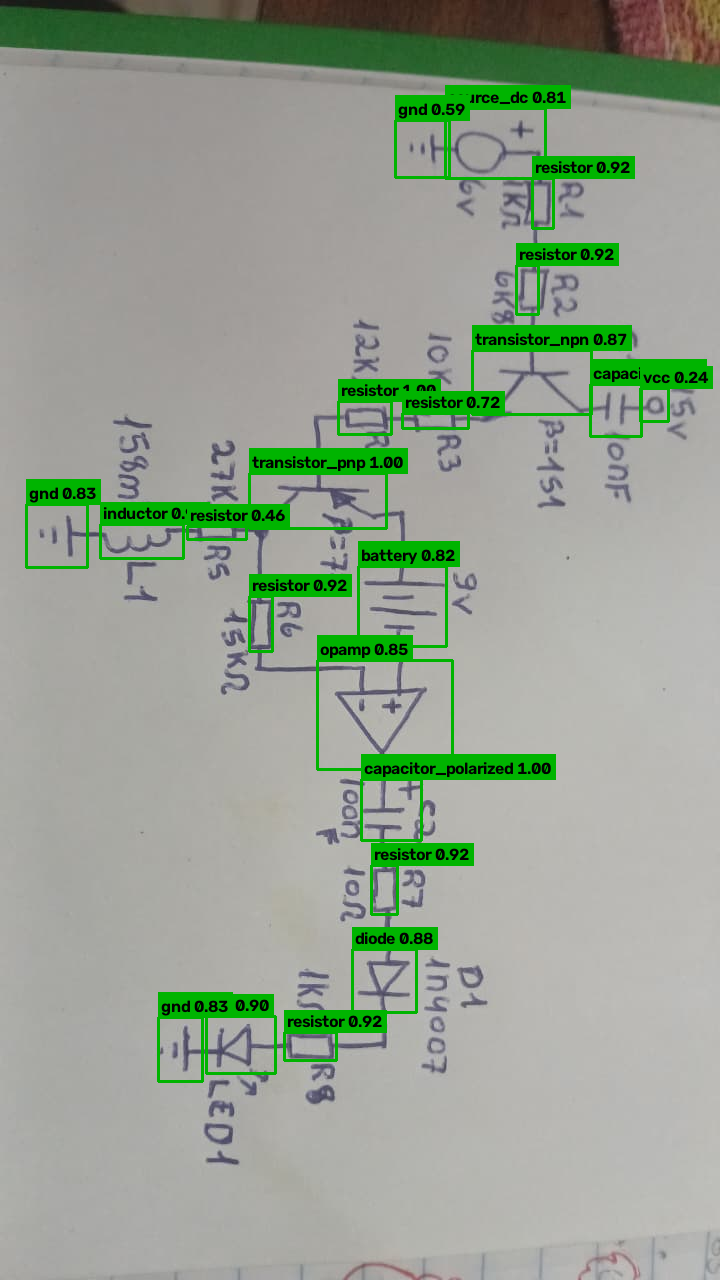 source_dc 0.81
gnd 0.59
+
resistor 0.92
R1
1KΩ
6V
resistor 0.92
R2
6K8
transistor_npn 0.87
vcc 0.24
15V
10nF
β=151
12K
10K
resistor 1.00
resistor 0.72
R3
transistor_pnp 1.00
β=7
158m
27K
gnd 0.83
resistor 0.46
R5
L1
battery 0.82
9V
resistor 0.92
R6
15KΩ
opamp 0.85
- +
capacitor_polarized 1.00
+
C2
100n
F
resistor 0.92
R7
10Ω
diode 0.88
D1
1n4007
gnd 0.83
0.90
resistor 0.92
R8
LED1